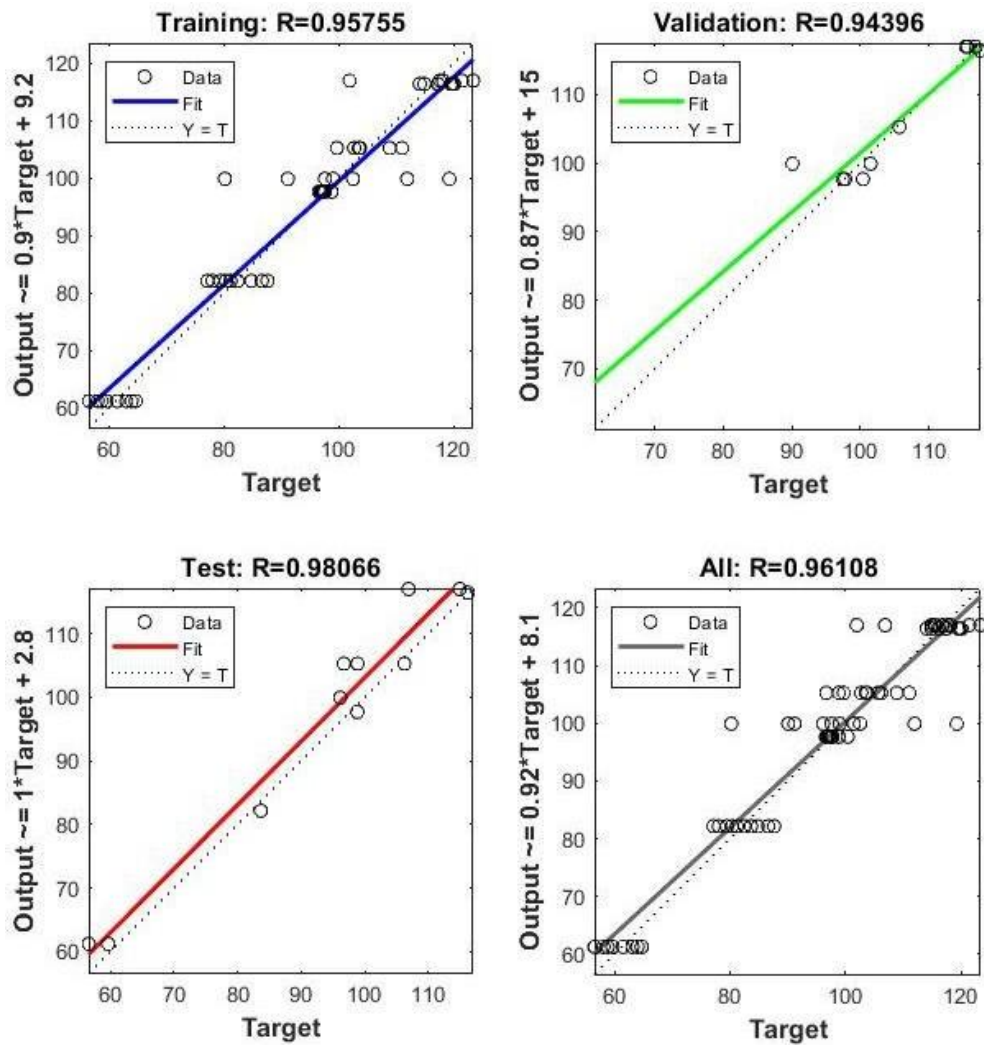 Training: R=0.95755
Output ~= 0.9*Target + 9.2
120
110
100
90
80
70
60
Data
Fit
Y = T
60
80
100
120
Target
Validation: R=0.94396
Output ~= 0.87*Target + 15
110
100
90
80
70
Data
Fit
Y = T
70
80
90
100
110
Target
Test: R=0.98066
Output ~= 1*Target + 2.8
110
100
90
80
70
60
Data
Fit
Y = T
60
70
80
90
100
110
Target
All: R=0.96108
Output ~= 0.92*Target + 8.1
120
110
100
90
80
70
60
Data
Fit
Y = T
60
80
100
120
Target